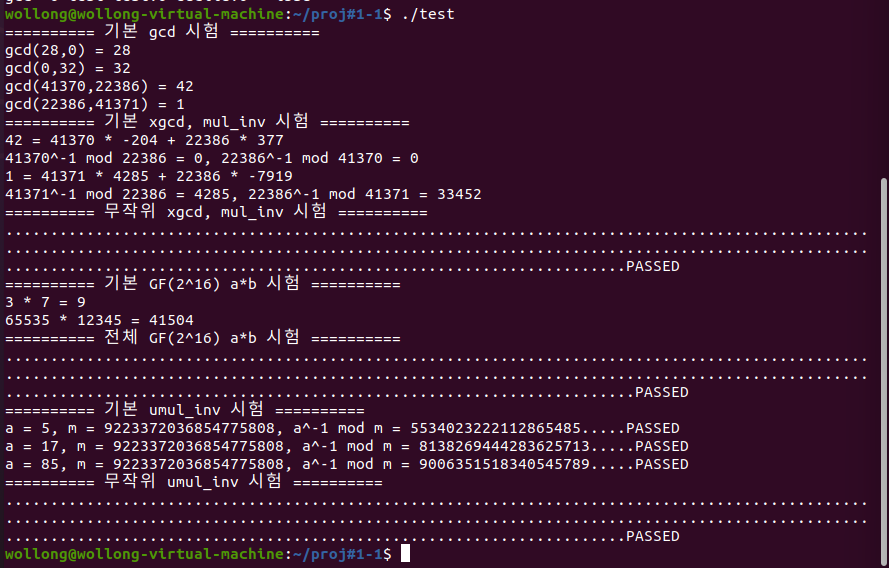 wollong@wollong-virtual-machine:~/proj#1-1$ ./test
========== 기본 gcd 시험 ==========
gcd(28,0) = 28
gcd(0,32) = 32
gcd(41370,22386) = 42
gcd(22386,41371) = 1
========== 기본 xgcd, mul_inv 시험 ==========
42 = 41370 * -204 + 22386 * 377
41370^-1 mod 22386 = 0, 22386^-1 mod 41370 = 0
1 = 41371 * 4285 + 22386 * -7919
41371^-1 mod 22386 = 4285, 22386^-1 mod 41371 = 33452
========== 무작위 xgcd, mul_inv 시험 ==========
................................................................................................
................................................................................................
.....................................................................PASSED
========== 기본 GF(2^16) a*b 시험 ==========
3 * 7 = 9
65535 * 12345 = 41504
========== 전체 GF(2^16) a*b 시험 ==========
................................................................................................
................................................................................................
......................................................................PASSED
========== 기본 umul_inv 시험 ==========
a = 5, m = 9223372036854775808, a^-1 mod m = 5534023222112865485.....PASSED
a = 17, m = 9223372036854775808, a^-1 mod m = 8138269444283625713.....PASSED
a = 85, m = 9223372036854775808, a^-1 mod m = 9006351518340545789.....PASSED
========== 무작위 umul_inv 시험 ==========
................................................................................................
................................................................................................
.....................................................................PASSED
wollong@wollong-virtual-machine:~/proj#1-1$